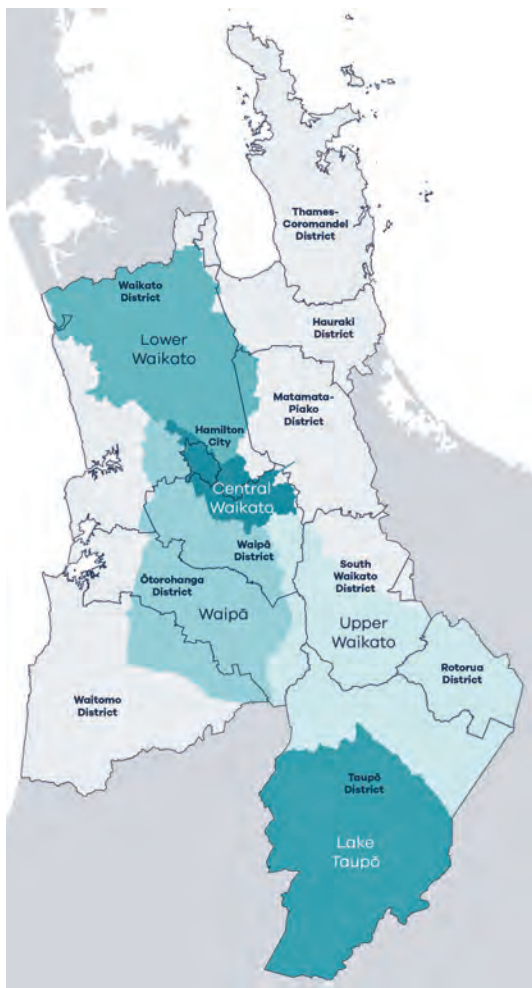 Thames-
Coromandel
District
Waikato
District
Hauraki
District
Lower
Waikato
Matamata-
Piako
District
Hamilton
City
Central
Waikato
Waipā
District
South
Waikato
District
Ōtorohanga
District
Waipā
Upper
Waikato
Rotorua
District
Waitomo
District
Taupō
District
Lake
Taupō